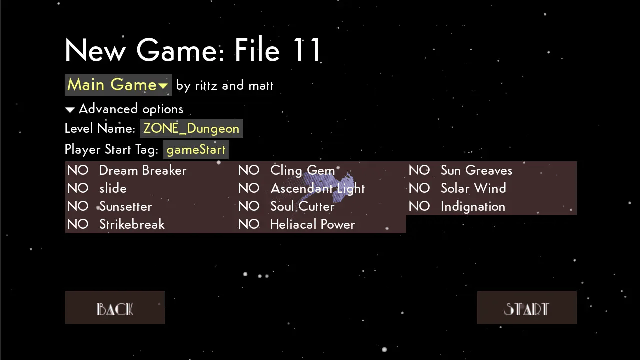 New Game: File 11
Main Game▾ by rittz and matt
▾ Advanced options
Level Name: ZONE_Dungeon
Player Start Tag: gameStart
NO Dream Breaker NO Cling Gem NO Sun Greaves
NO slide NO Ascendant Light NO Solar Wind
NO Sunsetter NO Soul Cutter NO Indignation
NO Strikebreak NO Heliacal Power
BACK START